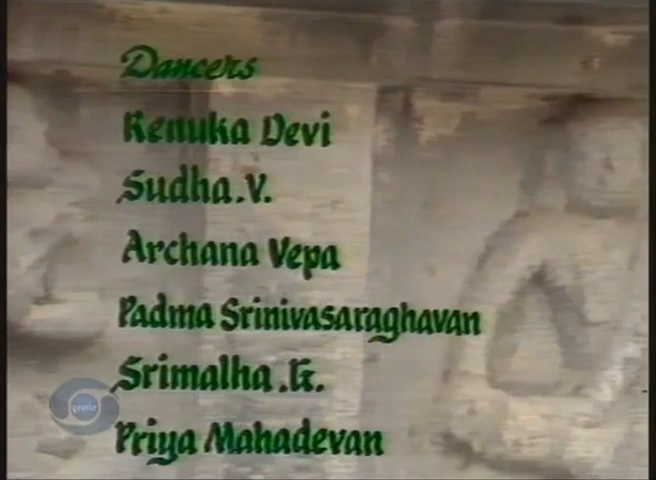 Dancers
Renuka Devi
Sudha.V.
Archana Vepa
Padma Srinivasaraghavan
Srimalha.G.
Priya Mahadevan